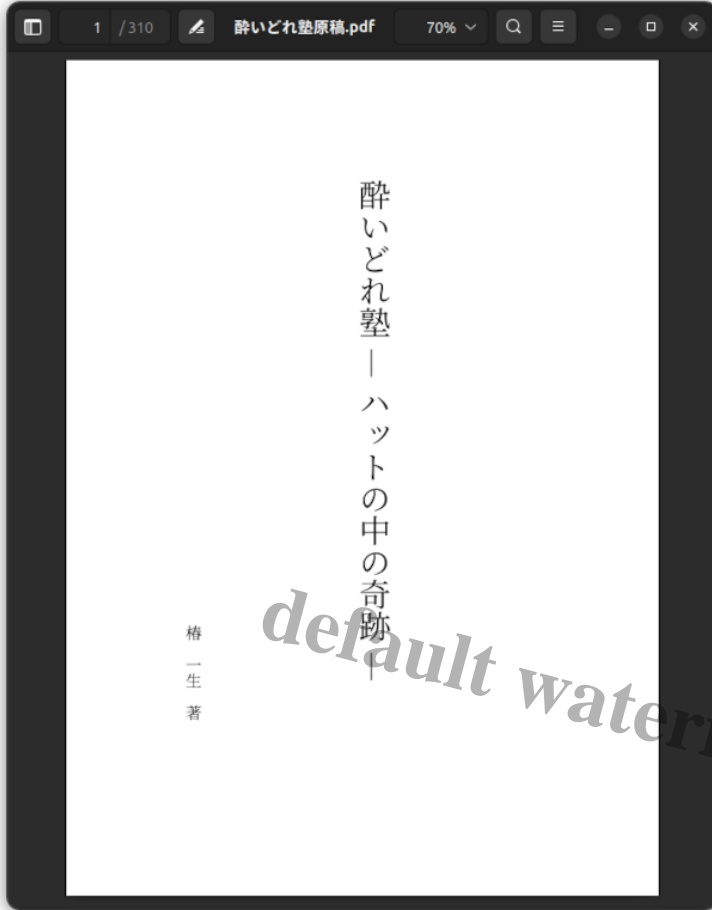 1 /310 酔いどれ塾原稿.pdf 70%
酔いどれ塾 ― ハットの中の奇跡 ―
椿 一生 著
default watern